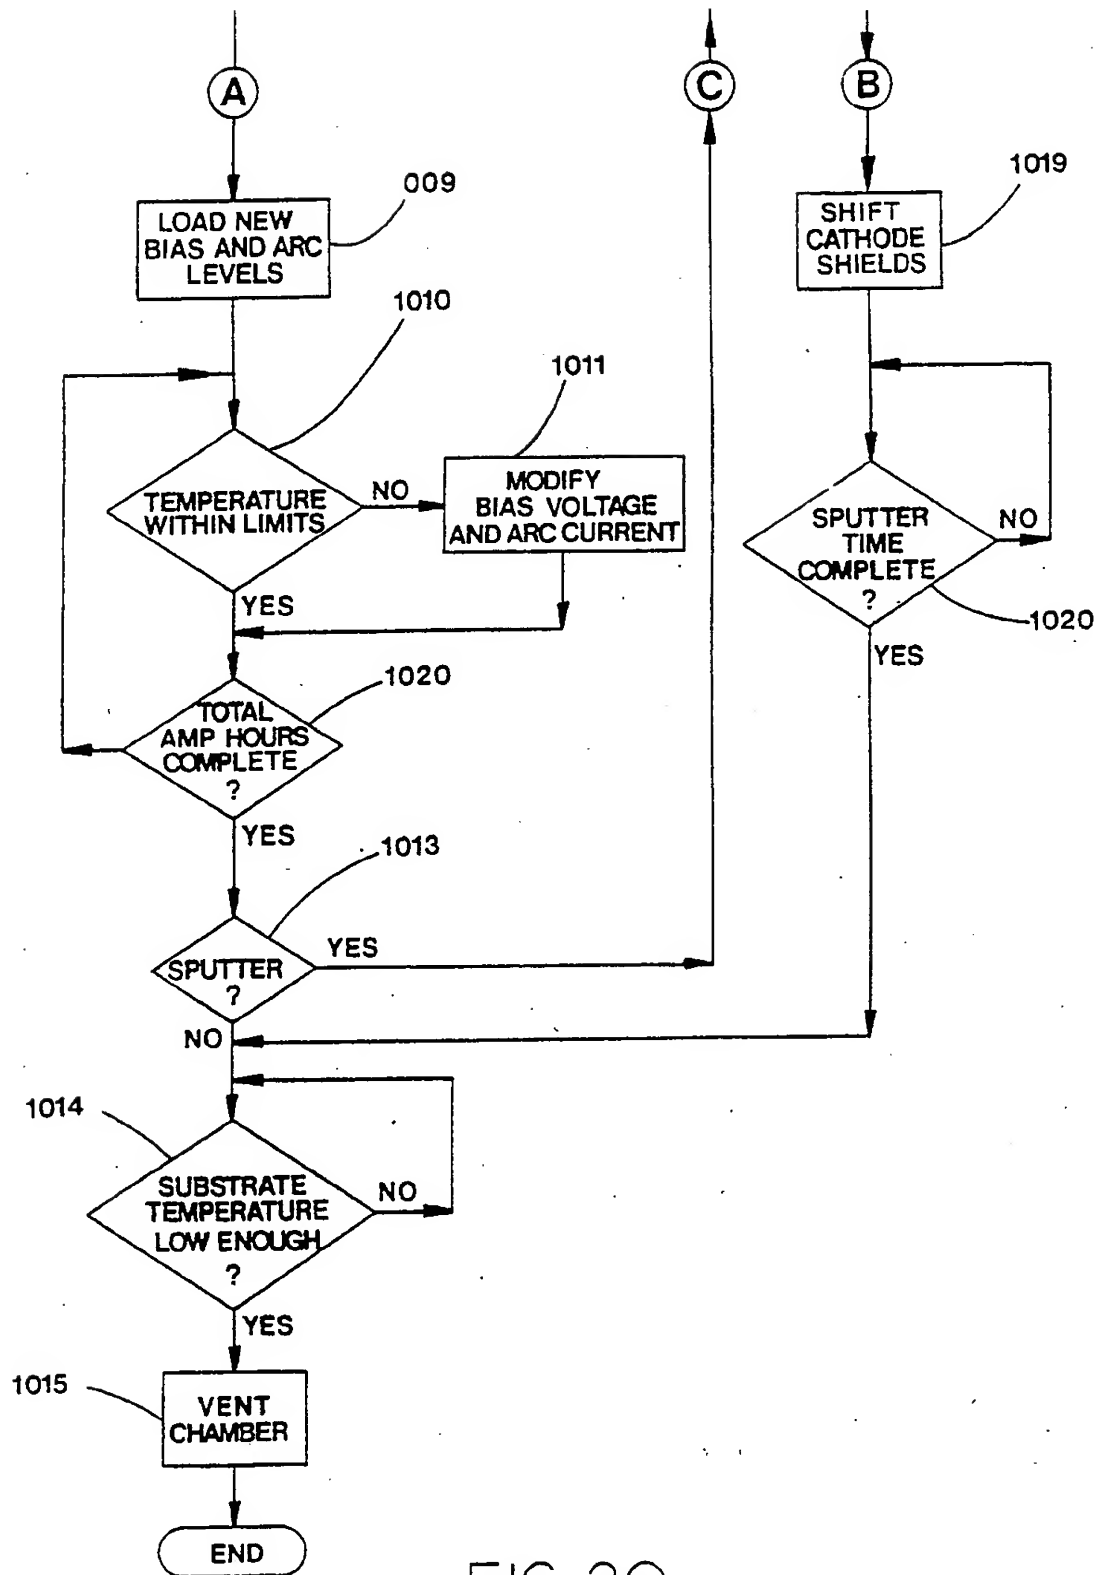 A
C
B
009
LOAD NEW
BIAS AND ARC
LEVELS
1019
SHIFT
CATHODE
SHIELDS
1010
1011
TEMPERATURE
WITHIN LIMITS
NO
MODIFY
BIAS VOLTAGE
AND ARC CURRENT
YES
SPUTTER
TIME
COMPLETE
?
NO
1020
YES
1020
TOTAL
AMP HOURS
COMPLETE
?
YES
1013
SPUTTER
?
YES
NO
1014
SUBSTRATE
TEMPERATURE
LOW ENOUGH
?
NO
YES
1015
VENT
CHAMBER
END